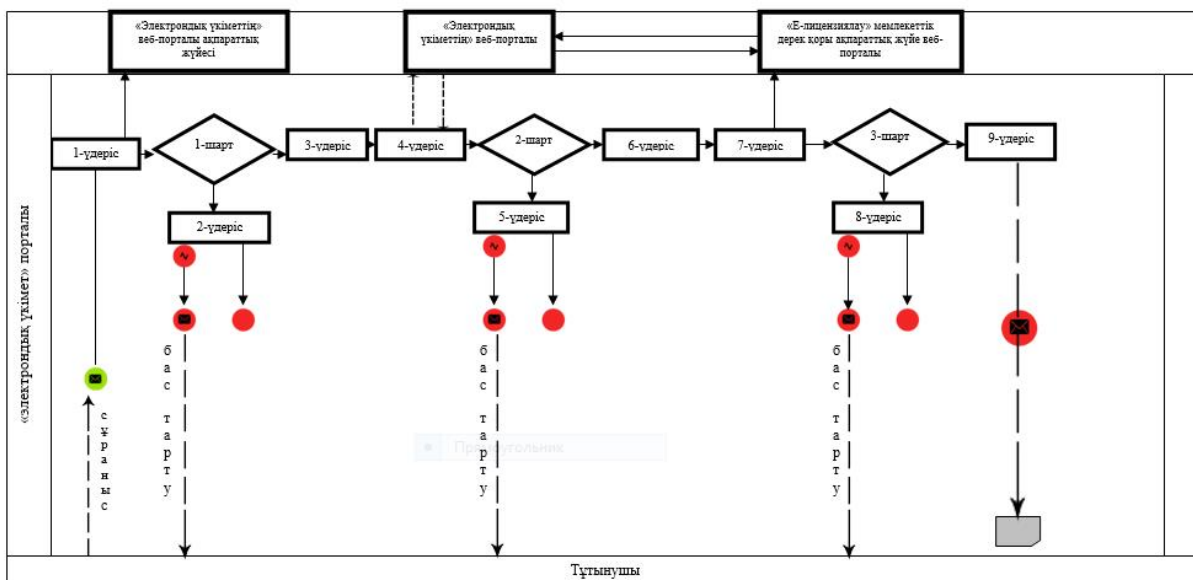 «Электрондық үкіметтің»
веб-порталы ақпараттық
жүйесі
«Электрондық
үкіметтің» веб-порталы
«Е-лицензиялау» мемлекеттік
дерек қоры ақпараттық жүйе веб-
порталы
«электрондық үкімет» порталы
1-үдеріс
1-шарт
3-үдеріс
4-үдеріс
2-шарт
6-үдеріс
7-үдеріс
3-шарт
9-үдеріс
2-үдеріс
5-үдеріс
8-үдеріс
сұраныс
бас тарту
бас тарту
бас тарту
Прямоугольник
Тұтынушы